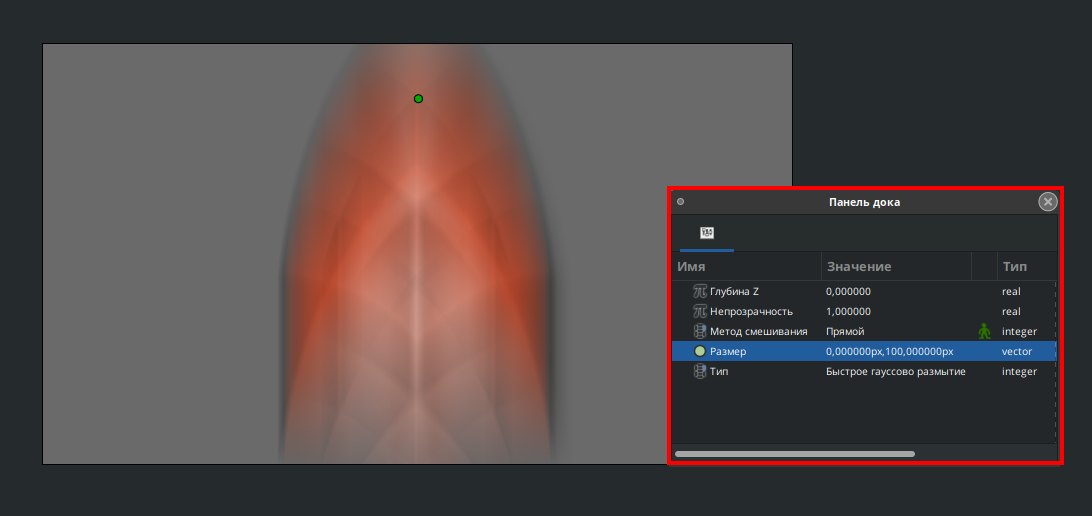 Панель дока
Имя Значение Тип
Глубина Z 0,000000 real
Непрозрачность 1,000000 real
Метод смешивания Прямой integer
Размер 0,000000px,100,000000px vector
Тип Быстрое гауссово размытие integer